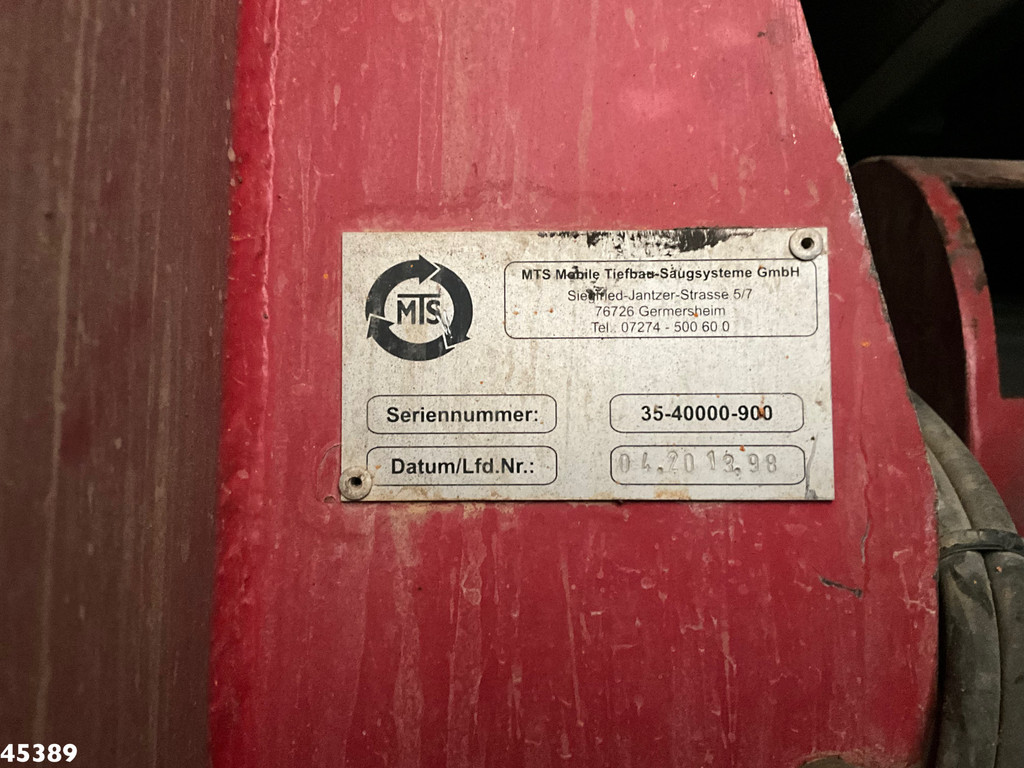 MTS
MTS Mobile Tiefbau-Saugsysteme GmbH
Siegfried-Jantzer-Strasse 5/7
76726 Germersheim
Tel. 07274 - 500 60 0
Seriennummer: 35-40000-900
Datum/Lfd.Nr.: 04.2013.98
45389